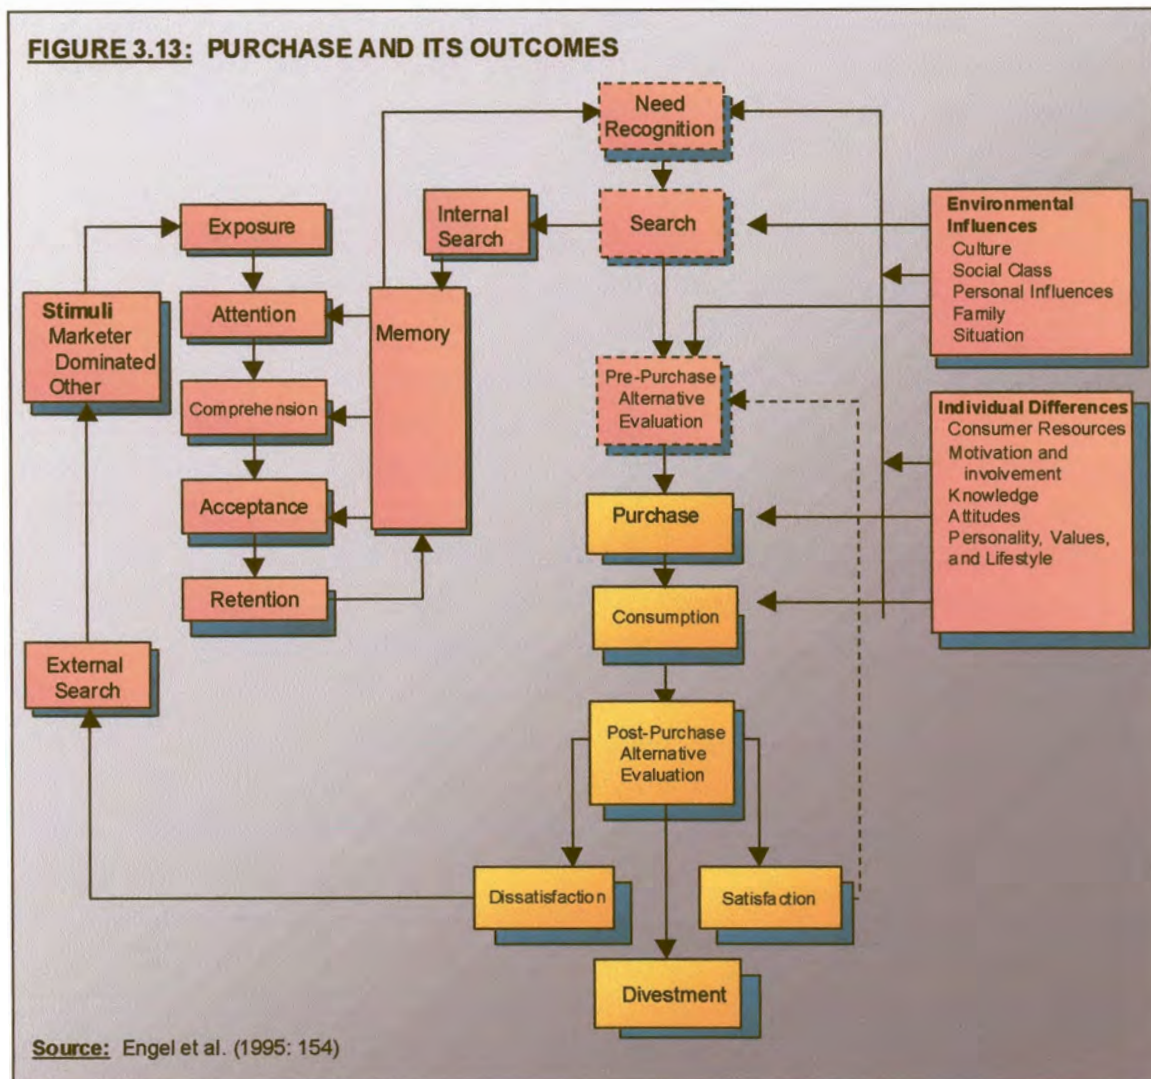 FIGURE 3.13: PURCHASE AND ITS OUTCOMES
Need
Recognition
Internal
Search
Search
Exposure
Stimuli
Marketer
Dominated
Other
Attention
Memory
Comprehension
Acceptance
Retention
External
Search
Pre-Purchase
Alternative
Evaluation
Purchase
Consumption
Post-Purchase
Alternative
Evaluation
Dissatisfaction
Satisfaction
Divestment
Environmental
Influences
Culture
Social Class
Personal Influences
Family
Situation
Individual Differences
Consumer Resources
Motivation and
involvement
Knowledge
Attitudes
Personality, Values,
and Lifestyle
Source: Engel et al. (1995: 154)